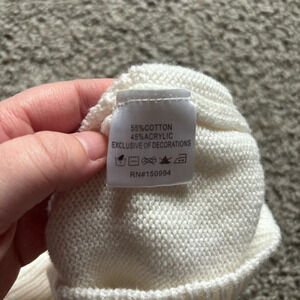 55%COTTON
45%ACRYLIC
EXCLUSIVE OF DECORATIONS
RN#150994